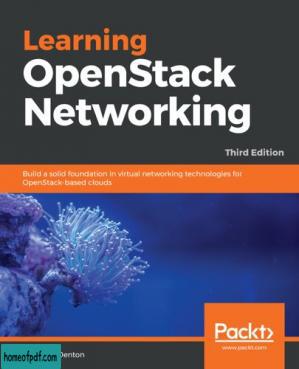 Learning
OpenStack
Networking
Third Edition
Build a solid foundation in virtual networking technologies for
OpenStack-based clouds
Denton
Packt>
www.packt.com
homeofpdf.com